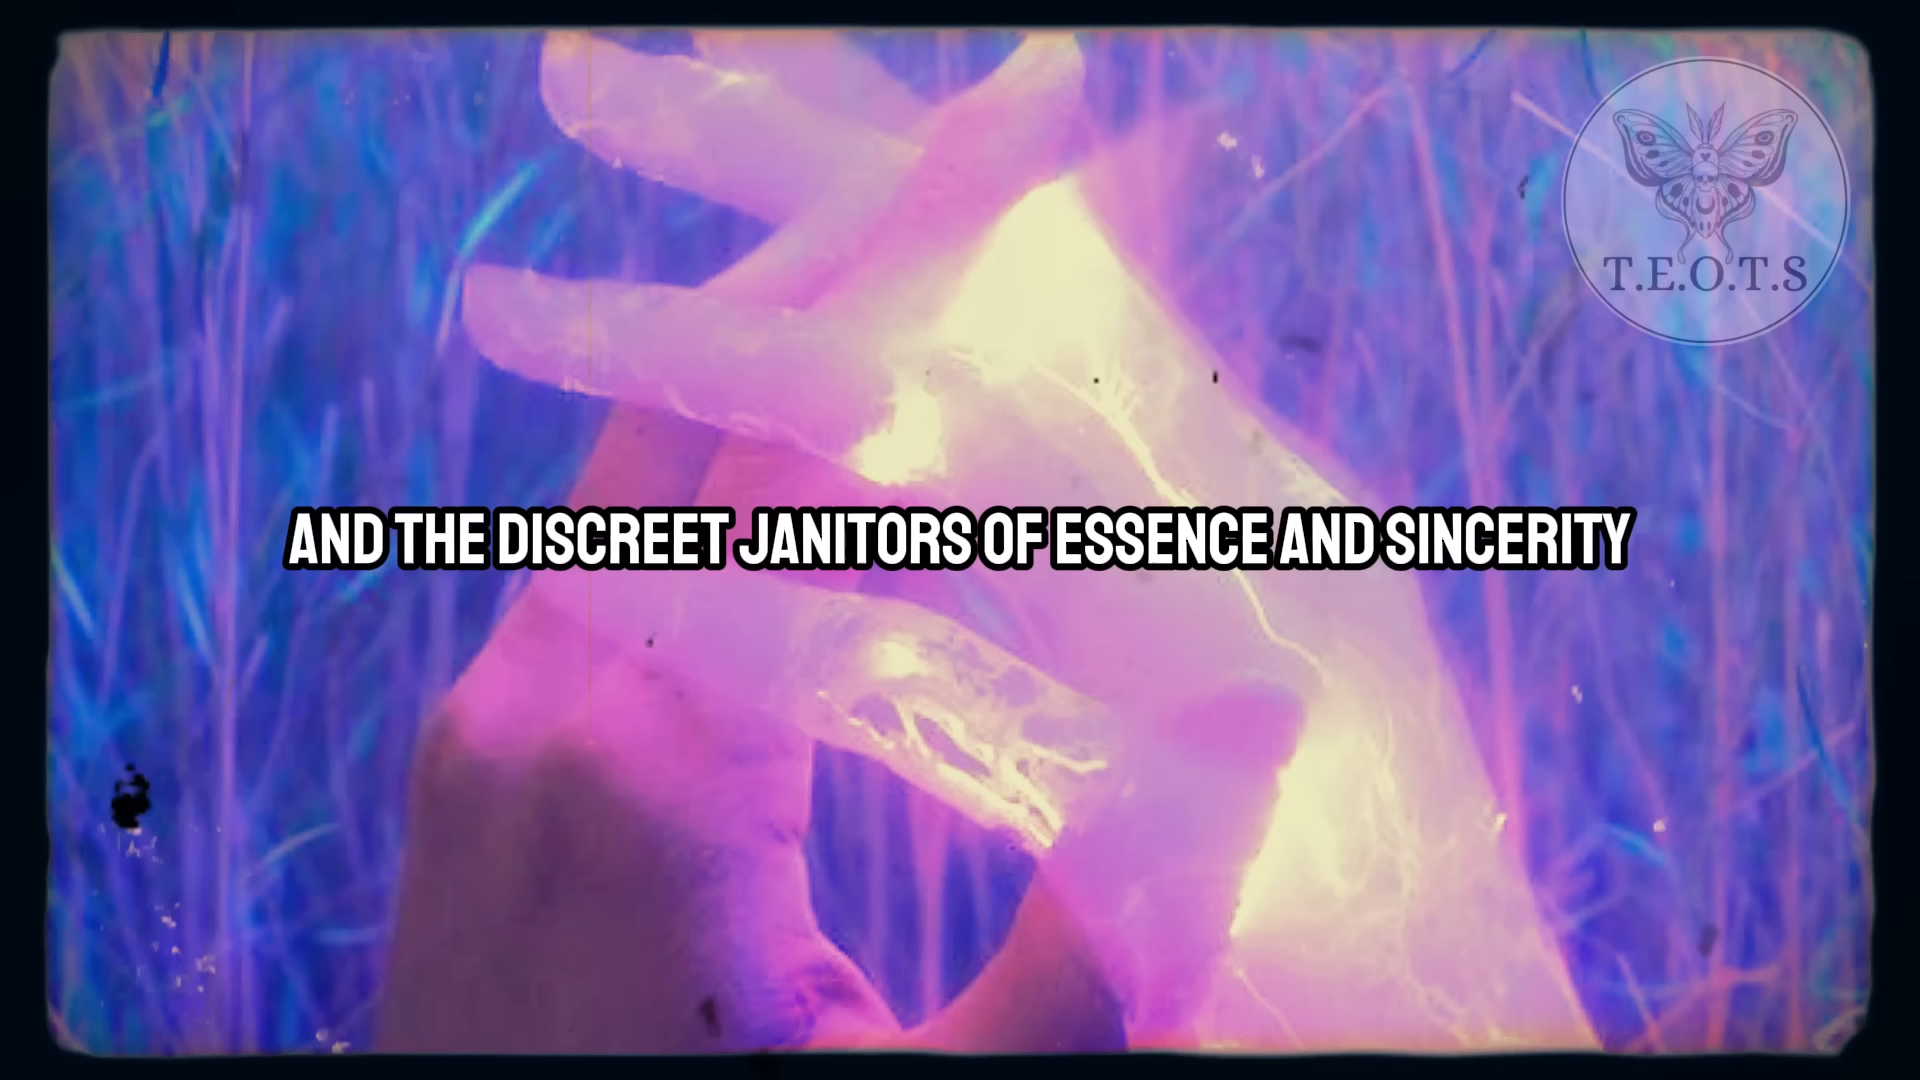 T.E.O.T.S
AND THE DISCREET JANITORS OF ESSENCE AND SINCERITY